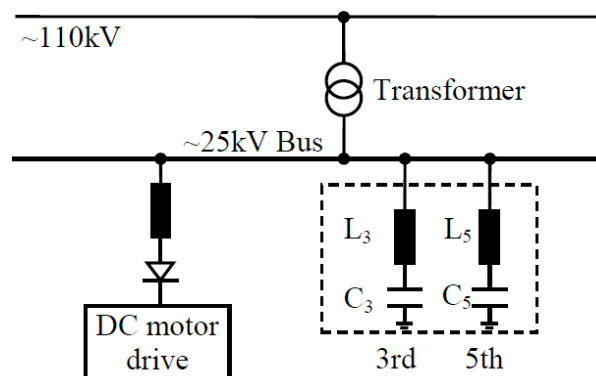 ~110kV
Transformer
~25kV Bus
L₃
L₅
C₃
C₅
DC motor
drive
3rd
5th